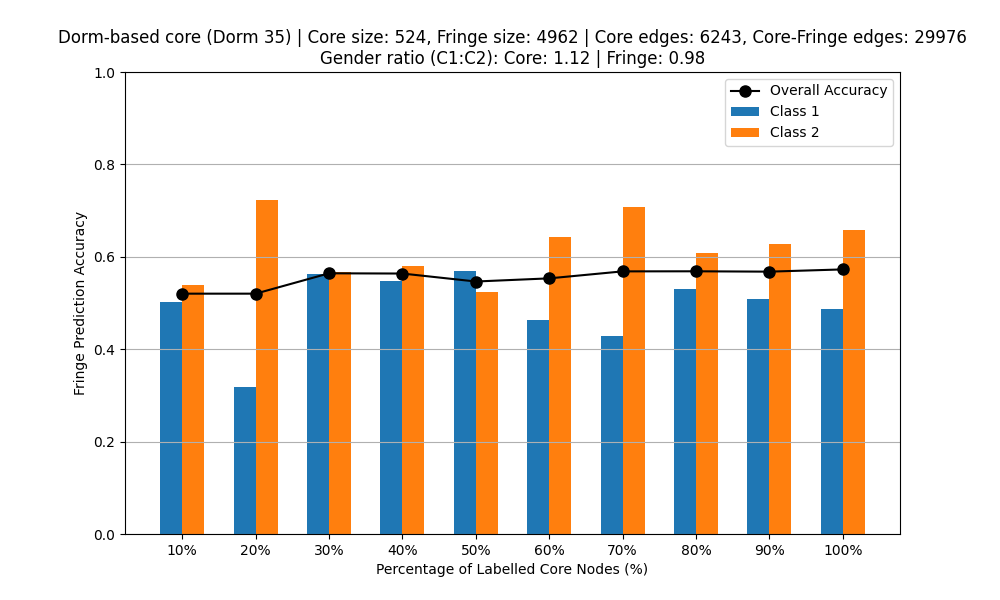 Dorm-based core (Dorm 35) | Core size: 524, Fringe size: 4962 | Core edges: 6243, Core-Fringe edges: 29976
Gender ratio (C1:C2): Core: 1.12 | Fringe: 0.98
Overall Accuracy
Class 1
Class 2
Fringe Prediction Accuracy
1.0
0.8
0.6
0.4
0.2
0.0
10% 20% 30% 40% 50% 60% 70% 80% 90% 100%
Percentage of Labelled Core Nodes (%)